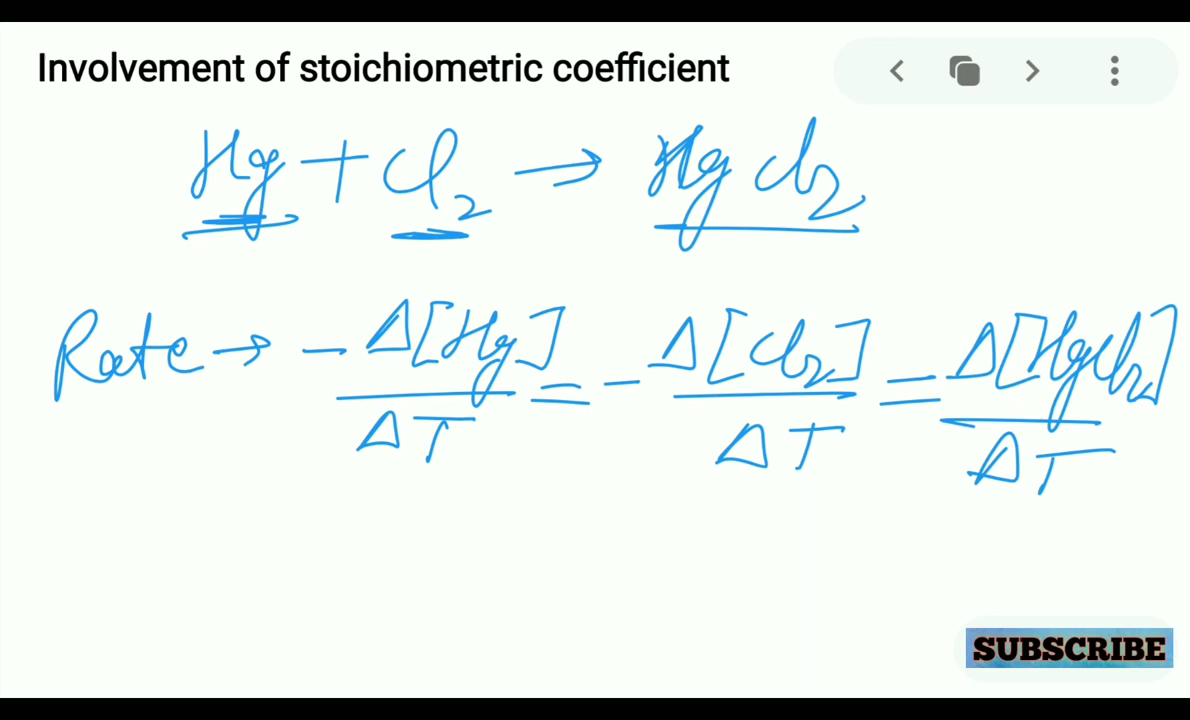 Involvement of stoichiometric coefficient
Hg + Cl₂ → HgCl₂
Rate → - Δ[Hg]/ΔT = - Δ[Cl₂]/ΔT = Δ[HgCl₂]/ΔT
SUBSCRIBE